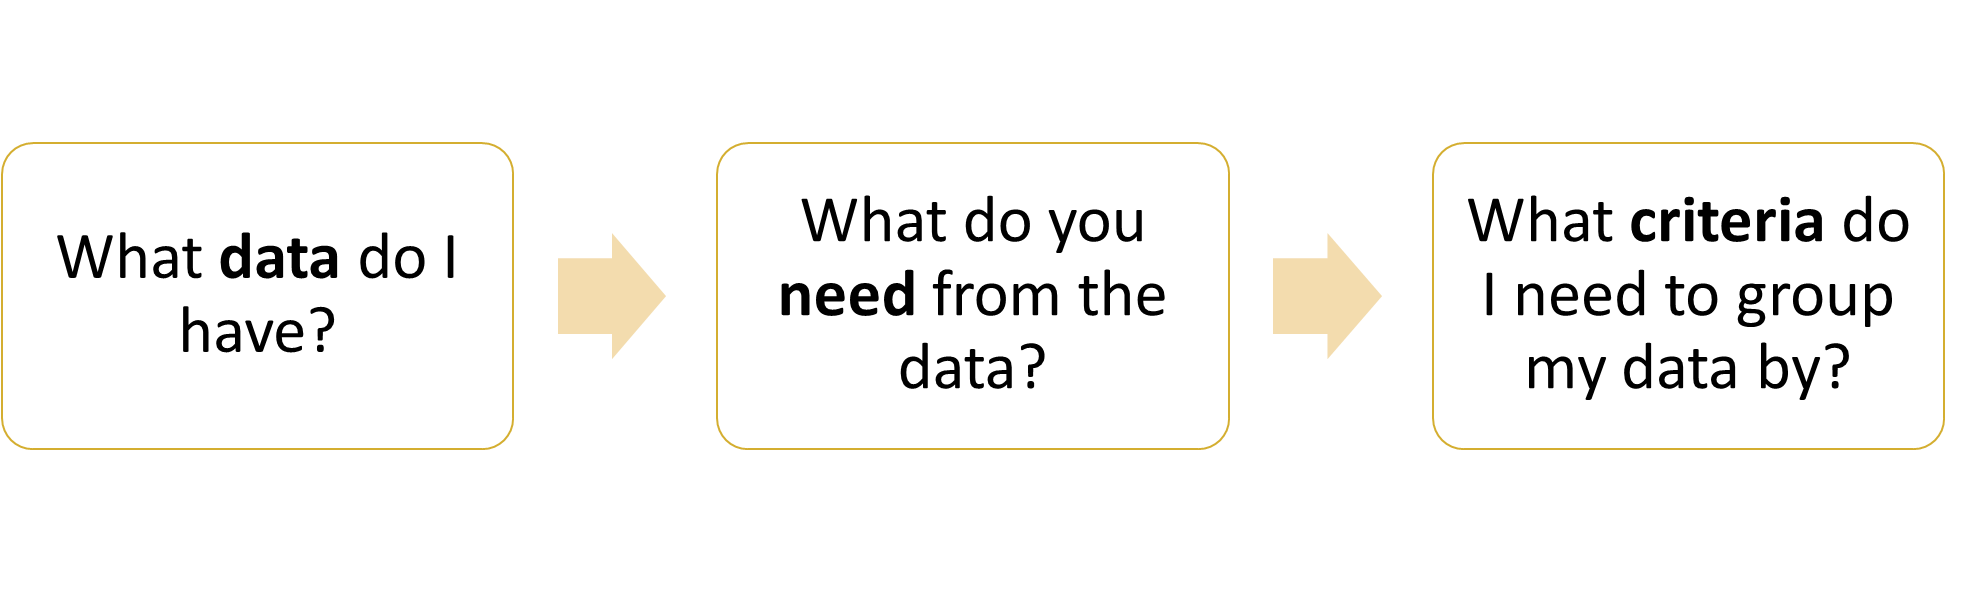 What data do I
have?
What do you
need from the
data?
What criteria do
I need to group
my data by?